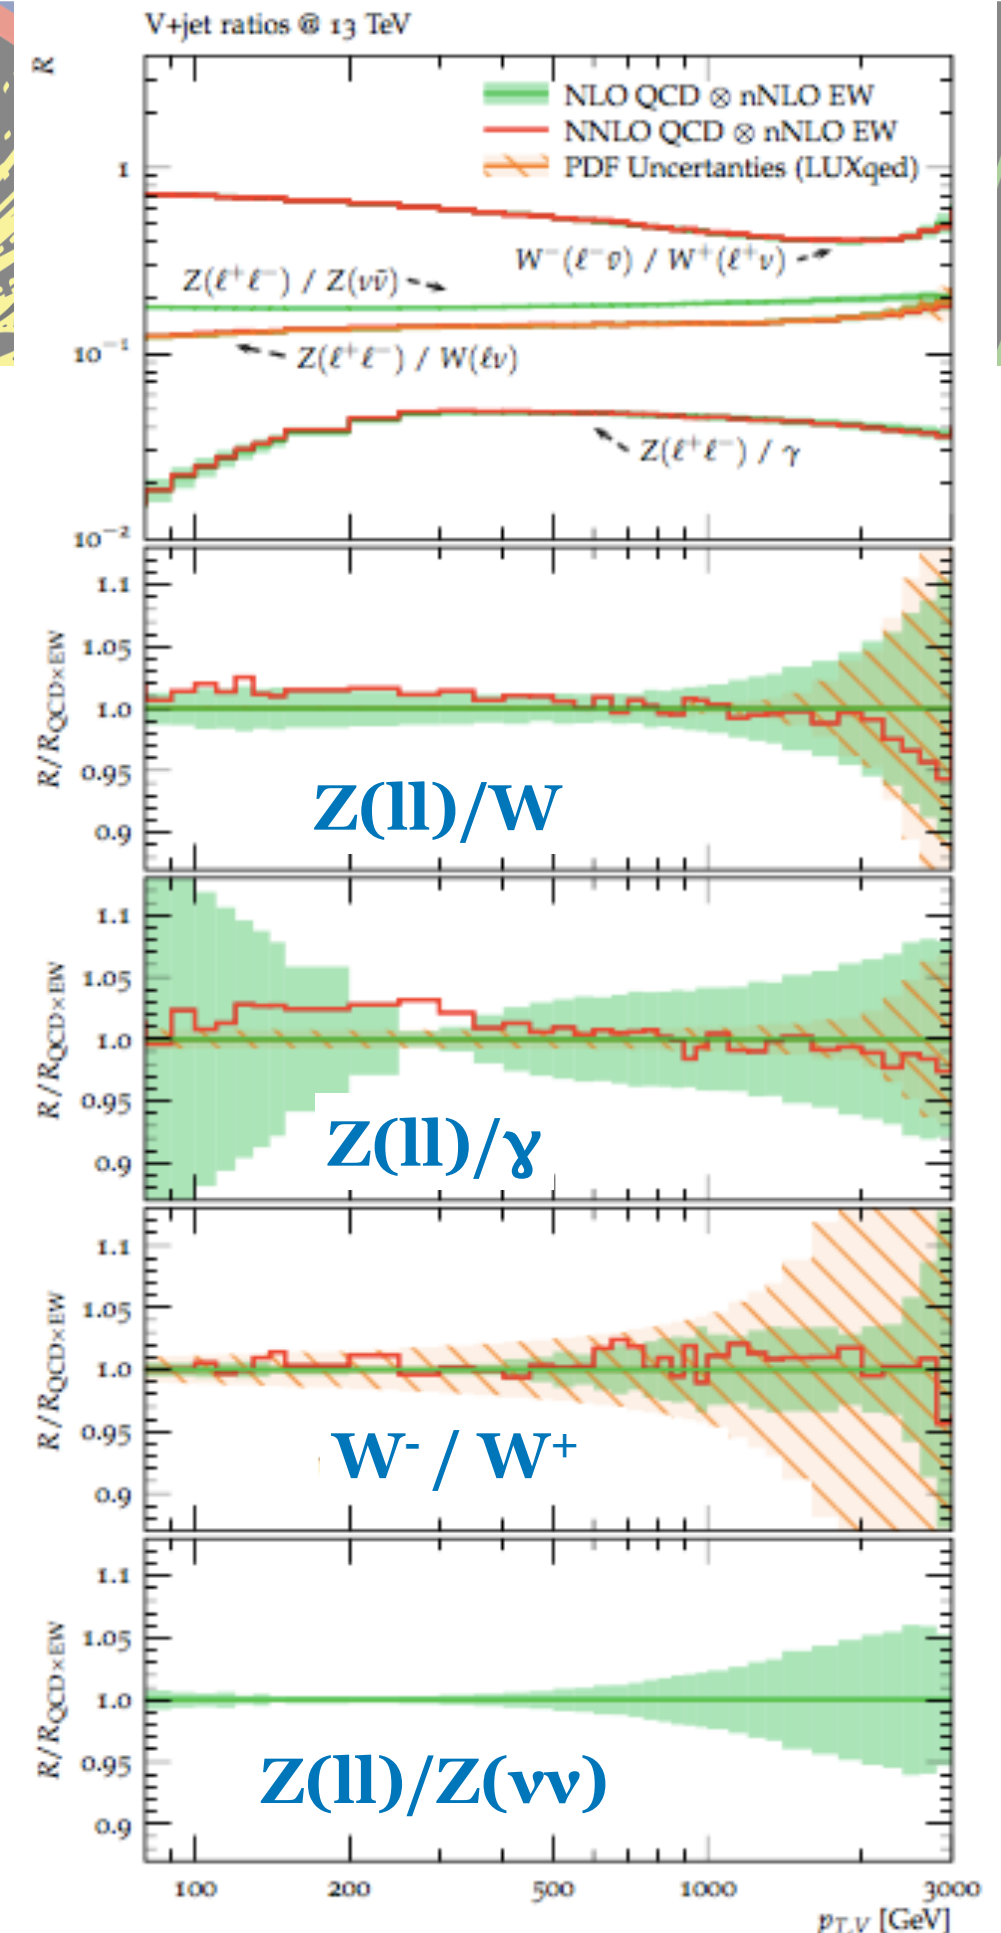 V+jet ratios @ 13 TeV
R
NLO QCD ⊗ nNLO EW
NNLO QCD ⊗ nNLO EW
PDF Uncertanties (LUXqed)
1
W⁻(ℓ⁻ν̄) / W⁺(ℓ⁺ν)
Z(ℓ⁺ℓ⁻) / Z(νν̄)
10⁻¹
Z(ℓ⁺ℓ⁻) / W(ℓν)
Z(ℓ⁺ℓ⁻) / γ
10⁻²
1.1
1.05
1.0
0.95
0.9
R/R_QCD×EW
Z(ll)/W
1.1
1.05
1.0
0.95
0.9
R/R_QCD×EW
Z(ll)/γ
1.1
1.05
1.0
0.95
0.9
R/R_QCD×EW
W⁻ / W⁺
1.1
1.05
1.0
0.95
0.9
R/R_QCD×EW
Z(ll)/Z(νν)
100 200 500 1000 3000
p_T,V [GeV]